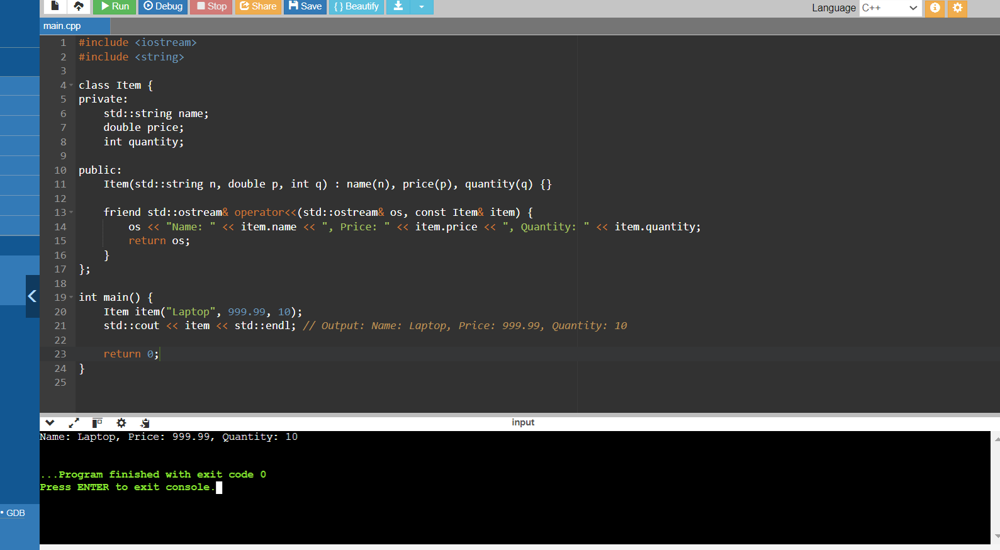 Run Debug Stop Share Save { } Beautify Language C++
main.cpp
1 #include <iostream>
2 #include <string>
3
4 class Item {
5 private:
6     std::string name;
7     double price;
8     int quantity;
9
10 public:
11     Item(std::string n, double p, int q) : name(n), price(p), quantity(q) {}
12
13     friend std::ostream& operator<<(std::ostream& os, const Item& item) {
14         os << "Name: " << item.name << ", Price: " << item.price << ", Quantity: " << item.quantity;
15         return os;
16     }
17 };
18
19 int main() {
20     Item item("Laptop", 999.99, 10);
21     std::cout << item << std::endl; // Output: Name: Laptop, Price: 999.99, Quantity: 10
22
23     return 0;
24 }
25
input
Name: Laptop, Price: 999.99, Quantity: 10
...Program finished with exit code 0
Press ENTER to exit console.
• GDB